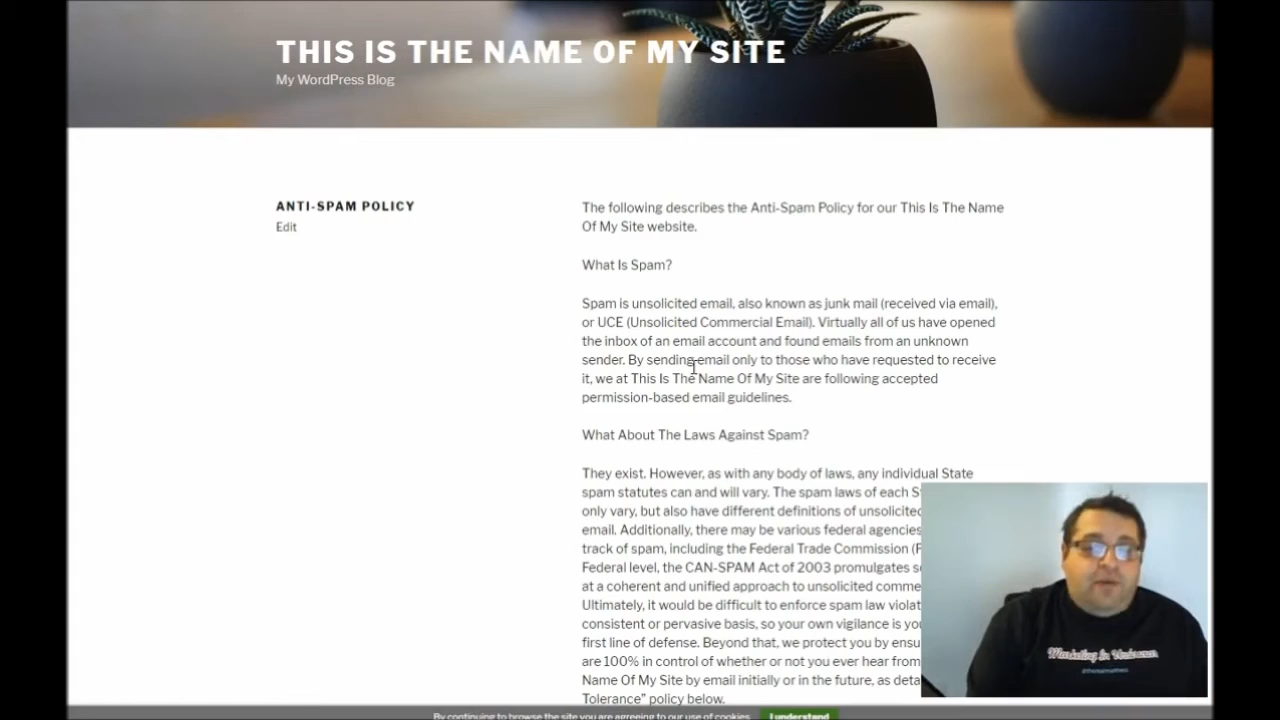 THIS IS THE NAME OF MY SITE
My WordPress Blog
ANTI-SPAM POLICY
Edit
The following describes the Anti-Spam Policy for our This Is The Name
Of My Site website.
What Is Spam?
Spam is unsolicited email, also known as junk mail (received via email),
or UCE (Unsolicited Commercial Email). Virtually all of us have opened
the inbox of an email account and found emails from an unknown
sender. By sending email only to those who have requested to receive
it, we at This Is The Name Of My Site are following accepted
permission-based email guidelines.
What About The Laws Against Spam?
They exist. However, as with any body of laws, any individual State
spam statutes can and will vary. The spam laws of each
only vary, but also have different definitions of unsolicited
email. Additionally, there may be various federal agencies
track of spam, including the Federal Trade Commission
Federal level, the CAN-SPAM Act of 2003 promulgates
at a coherent and unified approach to unsolicited
Ultimately, it would be difficult to enforce spam law
consistent or pervasive basis, so your own vigilance is
first line of defense. Beyond that, we protect you by
are 100% in control of whether or not you ever hear from
Name Of My Site by email initially or in the future, as
Tolerance" policy below.
Marketing In Underwear
By continuing to browse the site you are agreeing to our use of cookies
I understand